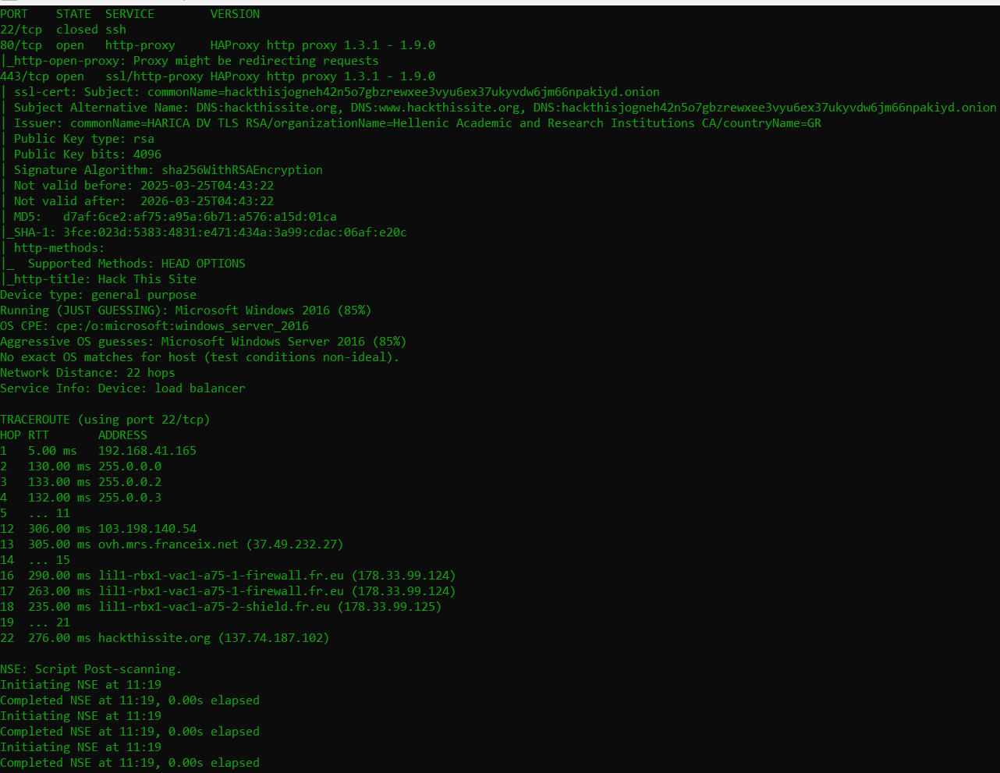 PORT    STATE  SERVICE        VERSION
22/tcp  closed ssh
80/tcp  open   http-proxy     HAProxy http proxy 1.3.1 - 1.9.0
|_http-open-proxy: Proxy might be redirecting requests
443/tcp open   ssl/http-proxy HAProxy http proxy 1.3.1 - 1.9.0
| ssl-cert: Subject: commonName=hackthisjogneh42n5o7gbzrewxee3vyu6ex37ukyvdw6jm66npakiyd.onion
| Subject Alternative Name: DNS:hackthissite.org, DNS:www.hackthissite.org, DNS:hackthisjogneh42n5o7gbzrewxee3vyu6ex37ukyvdw6jm66npakiyd.onion
| Issuer: commonName=HARICA DV TLS RSA/organizationName=Hellenic Academic and Research Institutions CA/countryName=GR
| Public Key type: rsa
| Public Key bits: 4096
| Signature Algorithm: sha256WithRSAEncryption
| Not valid before: 2025-03-25T04:43:22
| Not valid after:  2026-03-25T04:43:22
| MD5:   d7af:6ce2:af75:a95a:6b71:a576:a15d:01ca
|_SHA-1: 3fce:023d:5383:4831:e471:434a:3a99:cdac:06af:e20c
| http-methods:
|_  Supported Methods: HEAD OPTIONS
|_http-title: Hack This Site
Device type: general purpose
Running (JUST GUESSING): Microsoft Windows 2016 (85%)
OS CPE: cpe:/o:microsoft:windows_server_2016
Aggressive OS guesses: Microsoft Windows Server 2016 (85%)
No exact OS matches for host (test conditions non-ideal).
Network Distance: 22 hops
Service Info: Device: load balancer

TRACEROUTE (using port 22/tcp)
HOP RTT       ADDRESS
1   5.00 ms   192.168.41.165
2   130.00 ms 255.0.0.0
3   133.00 ms 255.0.0.2
4   132.00 ms 255.0.0.3
5   ... 11
12  306.00 ms 103.198.140.54
13  305.00 ms ovh.mrs.franceix.net (37.49.232.27)
14  ... 15
16  290.00 ms lil1-rbx1-vac1-a75-1-firewall.fr.eu (178.33.99.124)
17  263.00 ms lil1-rbx1-vac1-a75-1-firewall.fr.eu (178.33.99.124)
18  235.00 ms lil1-rbx1-vac1-a75-2-shield.fr.eu (178.33.99.125)
19  ... 21
22  276.00 ms hackthissite.org (137.74.187.102)

NSE: Script Post-scanning.
Initiating NSE at 11:19
Completed NSE at 11:19, 0.00s elapsed
Initiating NSE at 11:19
Completed NSE at 11:19, 0.00s elapsed
Initiating NSE at 11:19
Completed NSE at 11:19, 0.00s elapsed